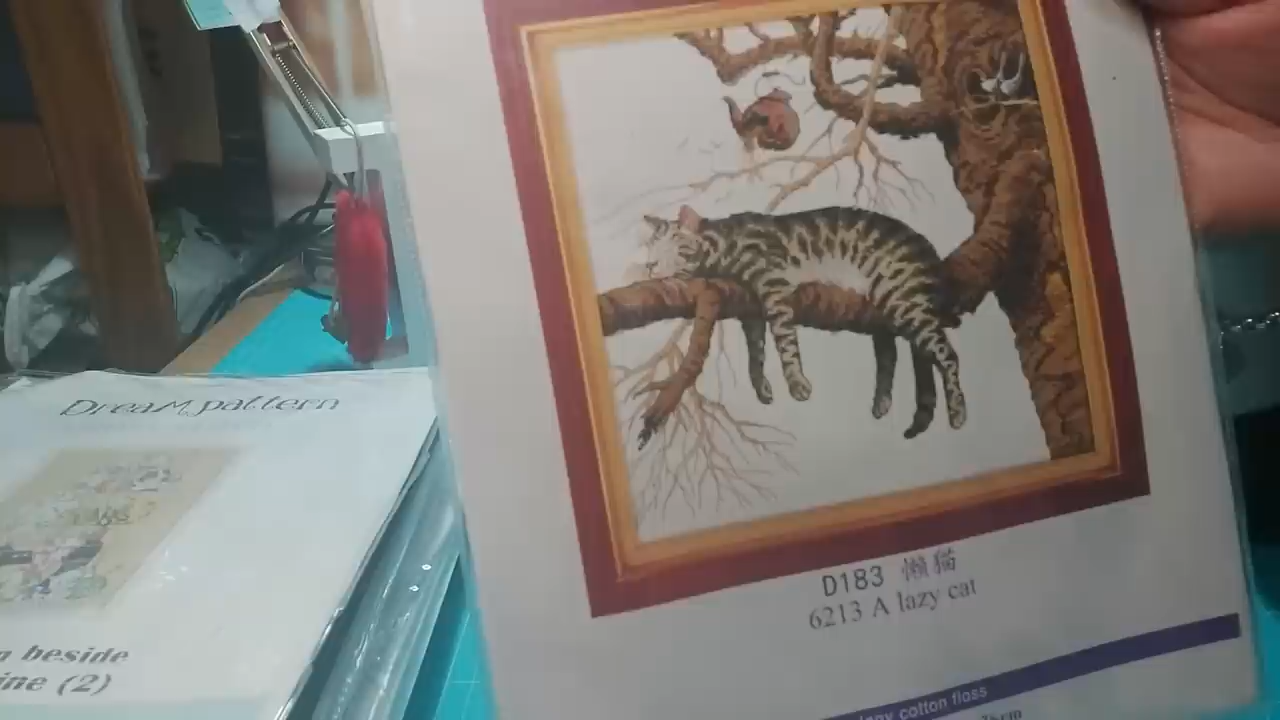 Dream pattern
beside
ine (2)
D183 懒猫
6213 A lazy cat
cotton floss